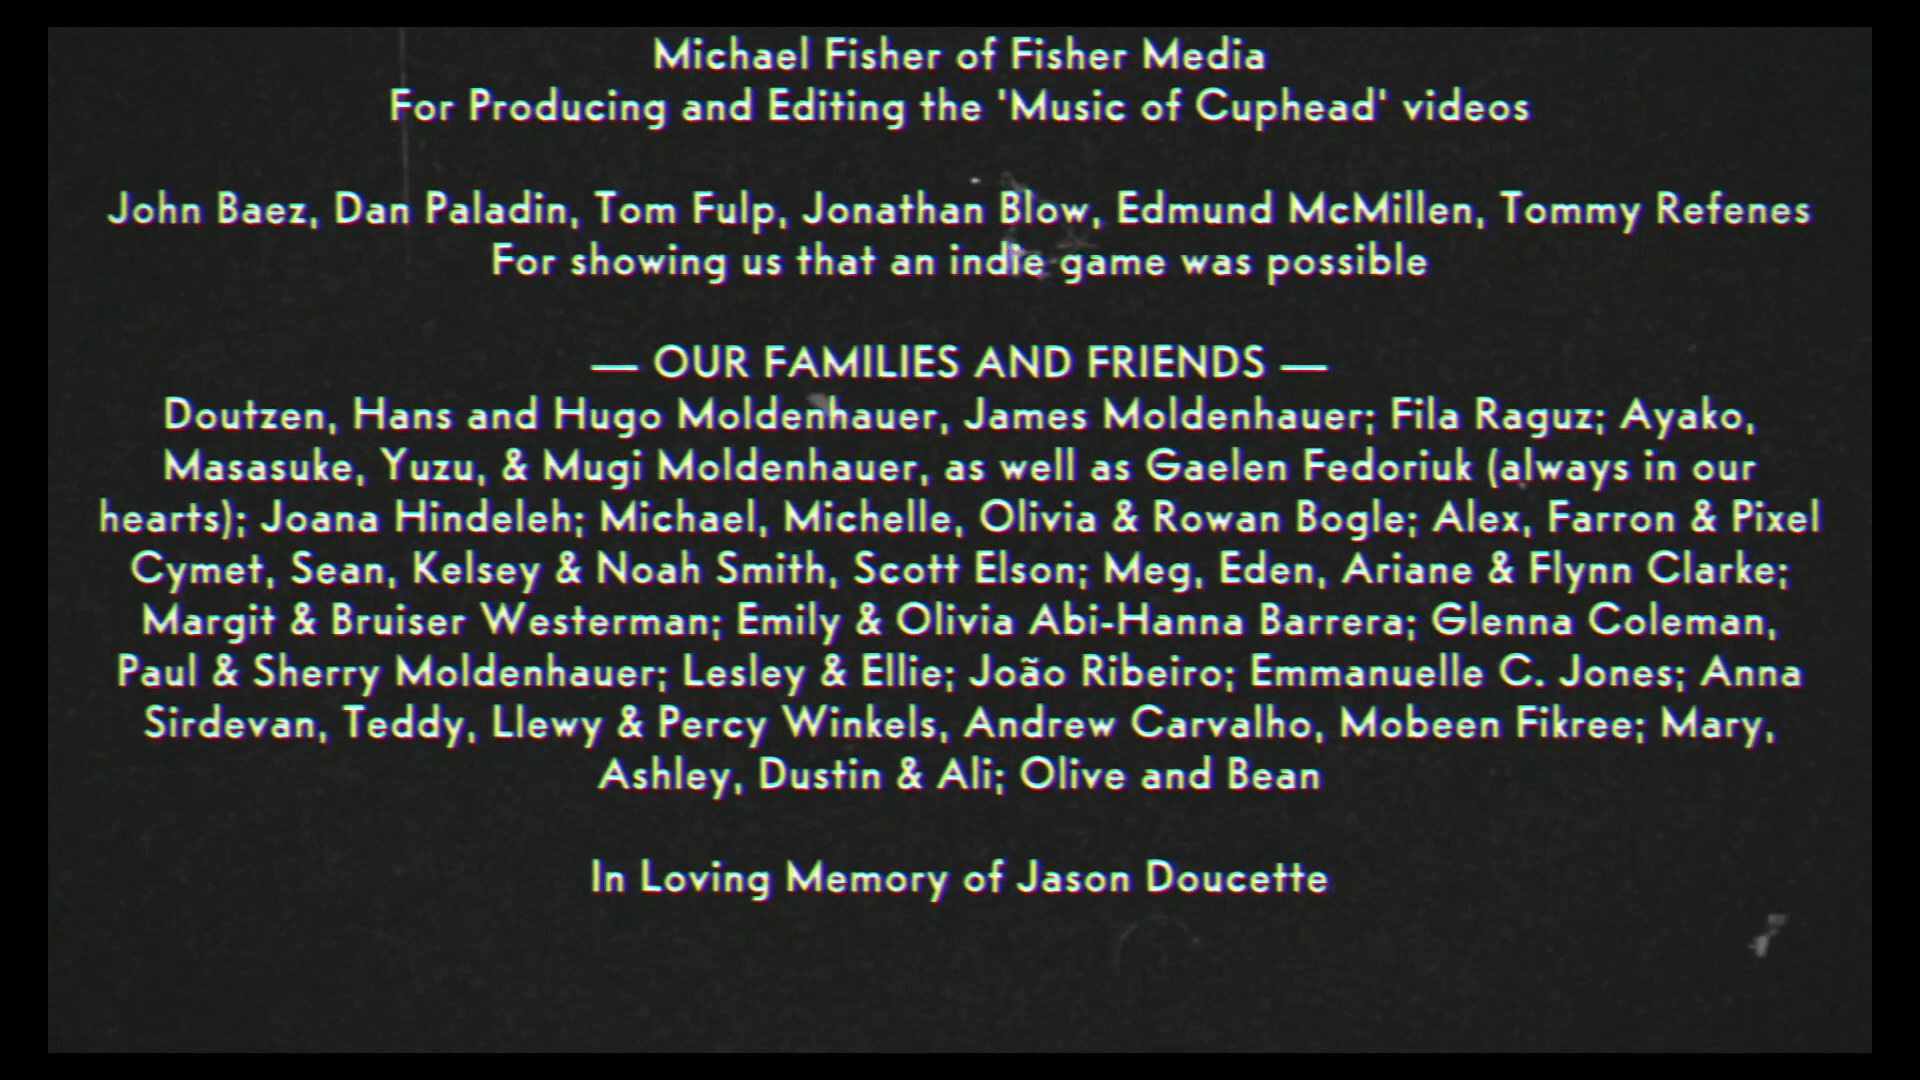 Michael Fisher of Fisher Media
For Producing and Editing the 'Music of Cuphead' videos
John Baez, Dan Paladin, Tom Fulp, Jonathan Blow, Edmund McMillen, Tommy Refenes
For showing us that an indie game was possible
— OUR FAMILIES AND FRIENDS —
Doutzen, Hans and Hugo Moldenhauer, James Moldenhauer; Fila Raguz; Ayako,
Masasuke, Yuzu, & Mugi Moldenhauer, as well as Gaelen Fedoriuk (always in our
hearts); Joana Hindeleh; Michael, Michelle, Olivia & Rowan Bogle; Alex, Farron & Pixel
Cymet, Sean, Kelsey & Noah Smith, Scott Elson; Meg, Eden, Ariane & Flynn Clarke;
Margit & Bruiser Westerman; Emily & Olivia Abi-Hanna Barrera; Glenna Coleman,
Paul & Sherry Moldenhauer; Lesley & Ellie; João Ribeiro; Emmanuelle C. Jones; Anna
Sirdevan, Teddy, Llewy & Percy Winkels, Andrew Carvalho, Mobeen Fikree; Mary,
Ashley, Dustin & Ali; Olive and Bean
In Loving Memory of Jason Doucette